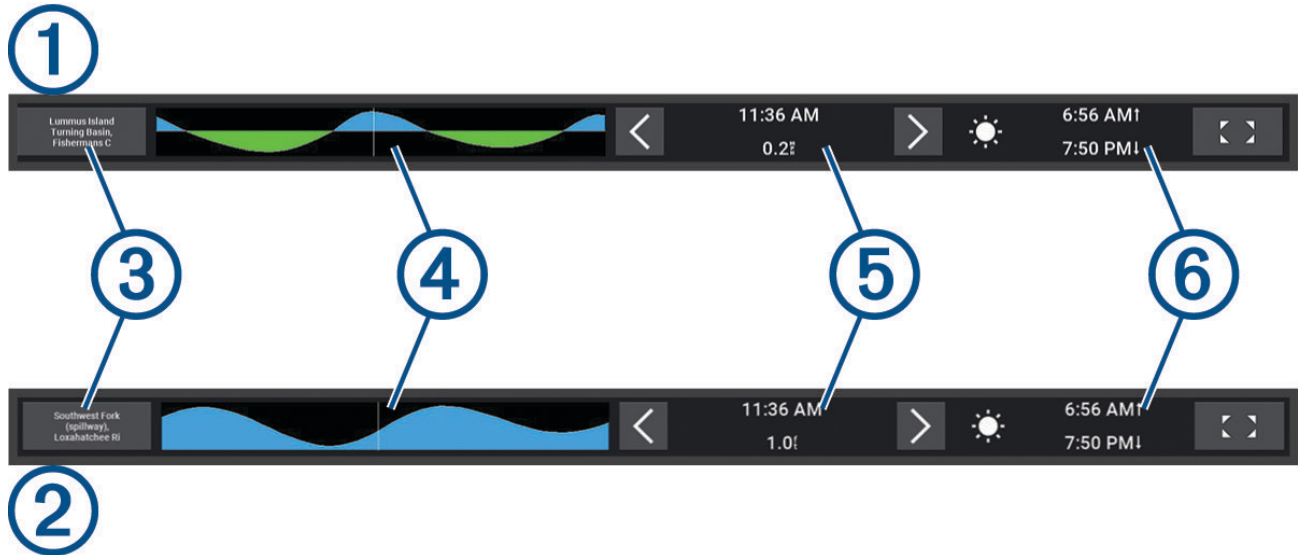 1
Lummus Island
Turning Basin,
Fishermans C
11:36 AM
0.2
6:56 AM↑
7:50 PM↓
3
4
5
6
Southwest Fork
(spillway),
Loxahatchee Ri
11:36 AM
1.0
6:56 AM↑
7:50 PM↓
2